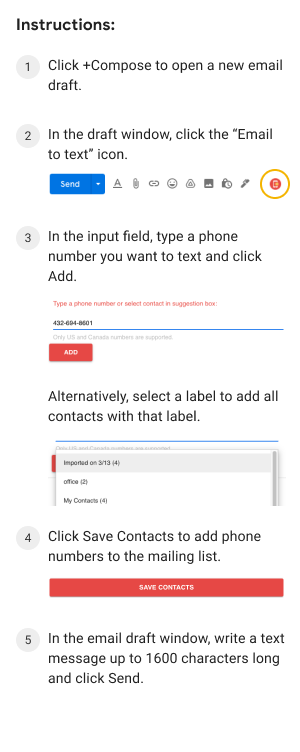 Instructions:
1
Click +Compose to open a new email
draft.
2
In the draft window, click the “Email
to text” icon.
Send
A
3
In the input field, type a phone
number you want to text and click
Add.
Type a phone number or select contact in suggestion box:
432-694-8601
Only US and Canada numbers are supported.
ADD
Alternatively, select a label to add all
contacts with that label.
Only US and Canada numbers are supported.
Imported on 3/13 (4)
office (2)
My Contacts (4)
4
Click Save Contacts to add phone
numbers to the mailing list.
SAVE CONTACTS
5
In the email draft window, write a text
message up to 1600 characters long
and click Send.